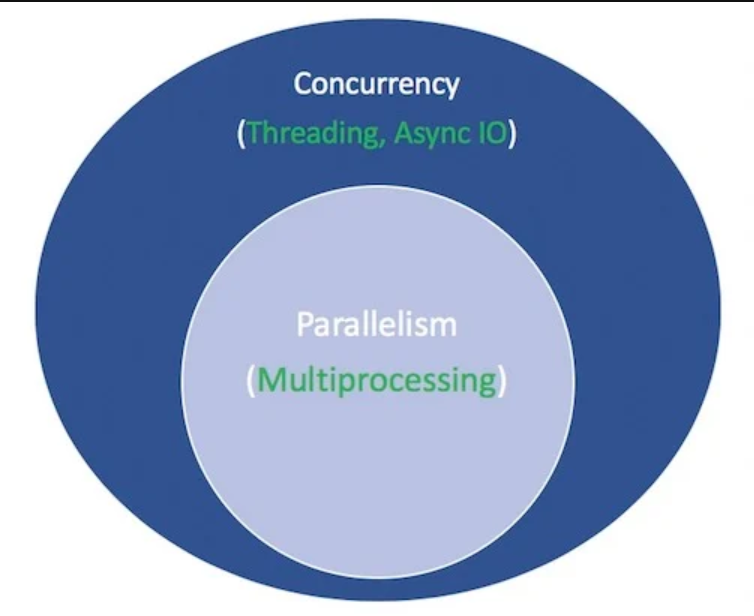 Concurrency
(Threading, Async IO)
Parallelism
(Multiprocessing)